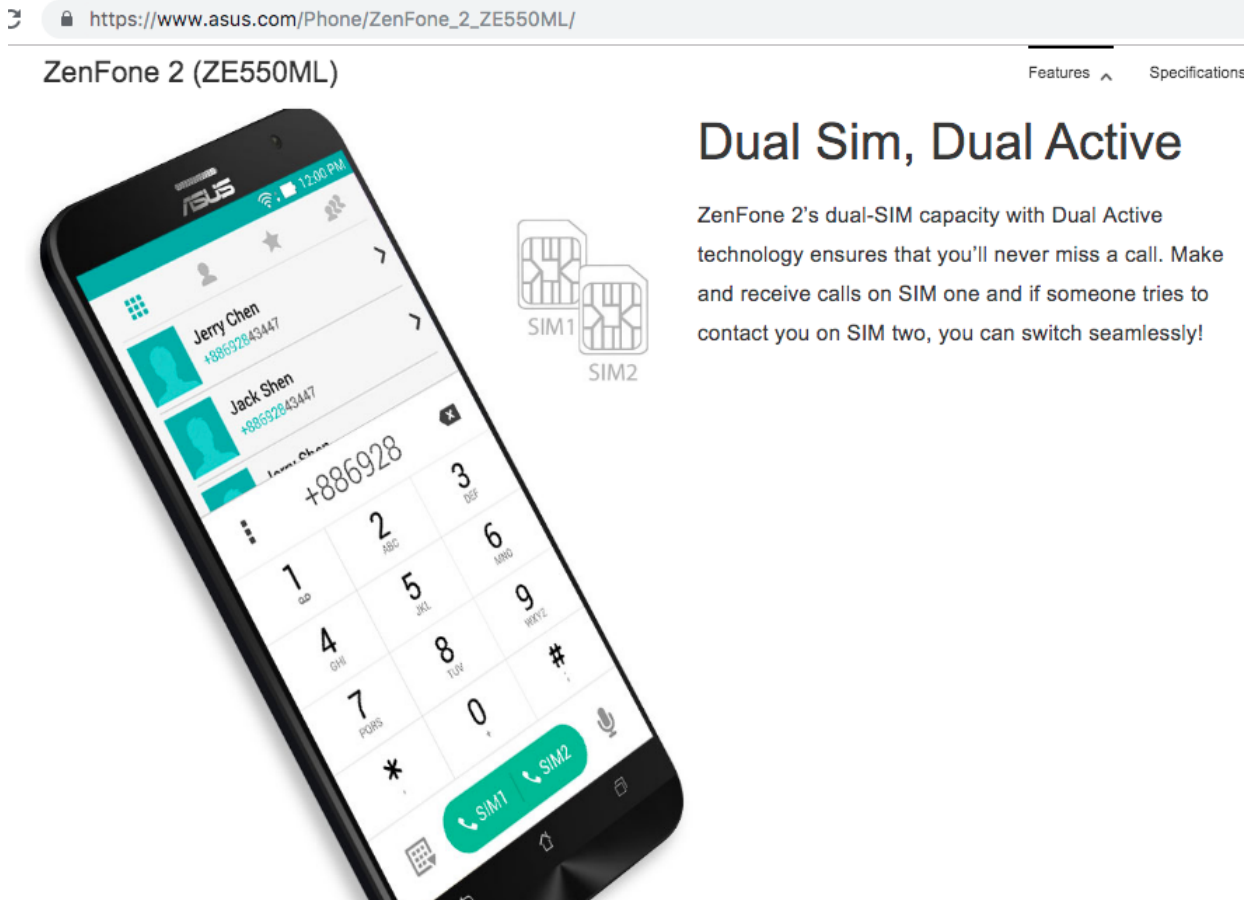 https://www.asus.com/Phone/ZenFone_2_ZE550ML/
ZenFone 2 (ZE550ML)
Features
Specifications
Dual Sim, Dual Active
ZenFone 2's dual-SIM capacity with Dual Active
technology ensures that you'll never miss a call. Make
and receive calls on SIM one and if someone tries to
contact you on SIM two, you can switch seamlessly!
SIM1
SIM2
ASUS
12:00 PM
Jerry Chen
+88692843447
Jack Shen
+88692843447
Jerry Shen
+886928
1
2
ABC
3
DEF
4
GHI
5
JKL
6
MNO
7
PQRS
8
TUV
9
WXYZ
*
0
+
#
SIM1
SIM2